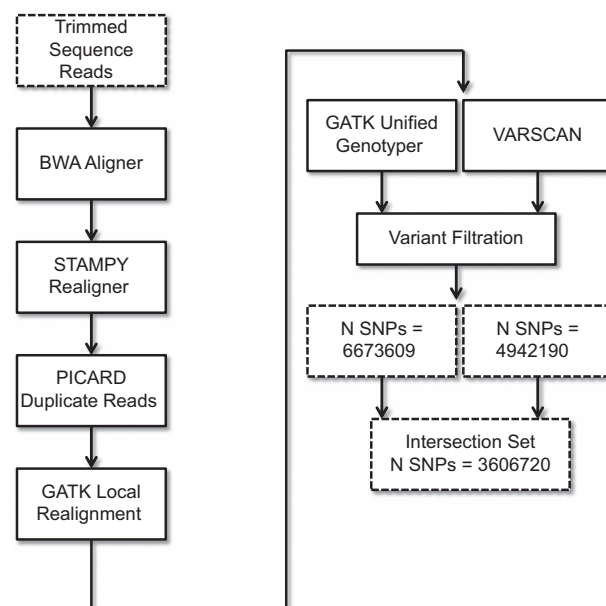 Trimmed
Sequence
Reads
BWA Aligner
STAMPY
Realigner
PICARD
Duplicate Reads
GATK Local
Realignment
GATK Unified
Genotyper
VARSCAN
Variant Filtration
N SNPs =
6673609
N SNPs =
4942190
Intersection Set
N SNPs = 3606720